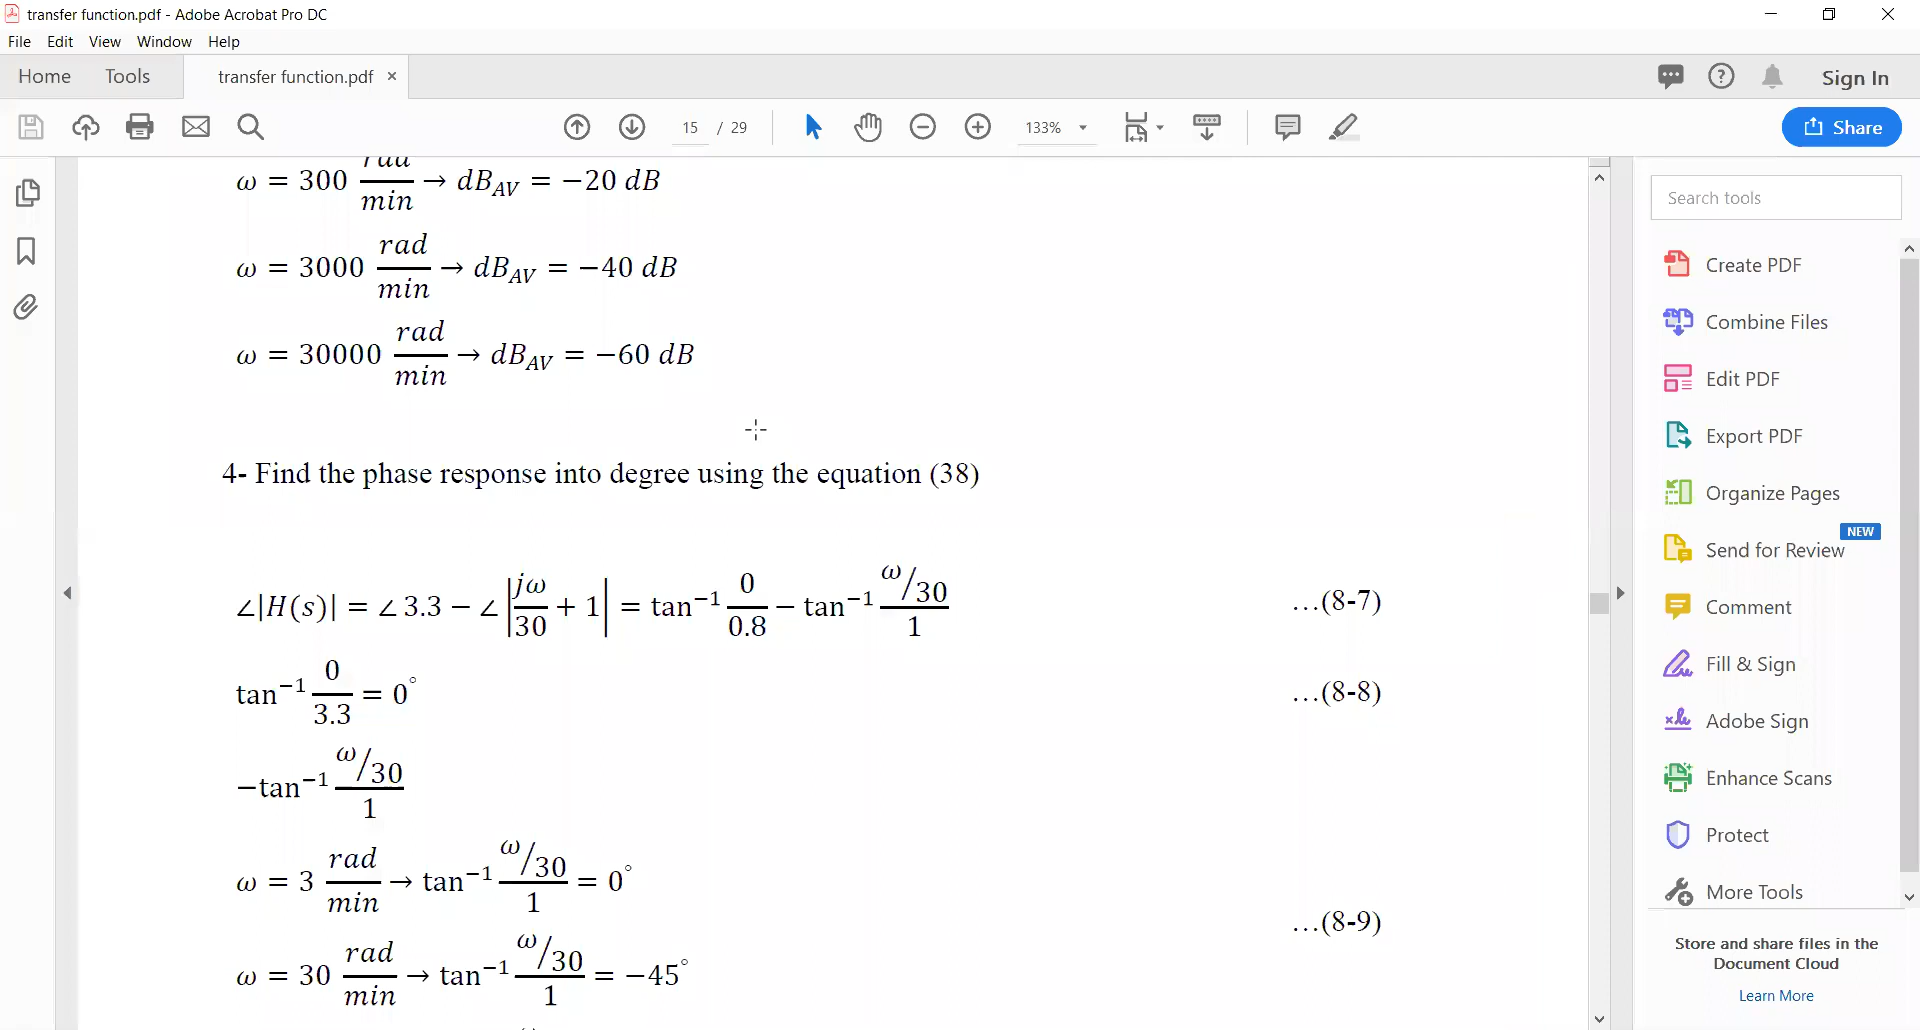 transfer function.pdf - Adobe Acrobat Pro DC
File Edit View Window Help
Home Tools transfer function.pdf × Sign In
15 / 29 133% Share
ω = 300 rad/min → dB_AV = −20 dB
ω = 3000 rad/min → dB_AV = −40 dB
ω = 30000 rad/min → dB_AV = −60 dB
4- Find the phase response into degree using the equation (38)
∠|H(s)| = ∠ 3.3 − ∠ |jω/30 + 1| = tan⁻¹ 0/0.8 − tan⁻¹ (ω/30)/1 …(8-7)
tan⁻¹ 0/3.3 = 0° …(8-8)
−tan⁻¹ (ω/30)/1
ω = 3 rad/min → tan⁻¹ (ω/30)/1 = 0°
…(8-9)
ω = 30 rad/min → tan⁻¹ (ω/30)/1 = −45°
Search tools
Create PDF
Combine Files
Edit PDF
Export PDF
Organize Pages
NEW
Send for Review
Comment
Fill & Sign
Adobe Sign
Enhance Scans
Protect
More Tools
Store and share files in the
Document Cloud
Learn More